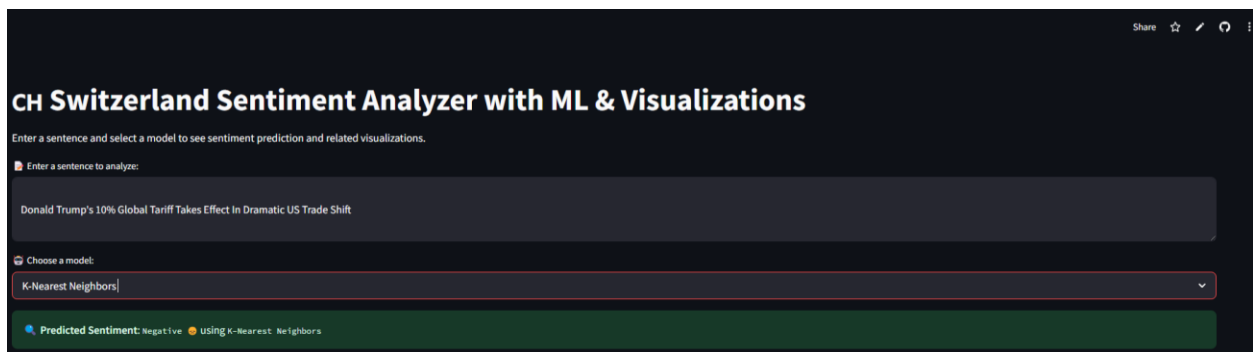 Share
CH Switzerland Sentiment Analyzer with ML & Visualizations
Enter a sentence and select a model to see sentiment prediction and related visualizations.
Enter a sentence to analyze:
Donald Trump's 10% Global Tariff Takes Effect In Dramatic US Trade Shift
Choose a model:
K-Nearest Neighbors
Predicted Sentiment: Negative 😡 using K-Nearest Neighbors